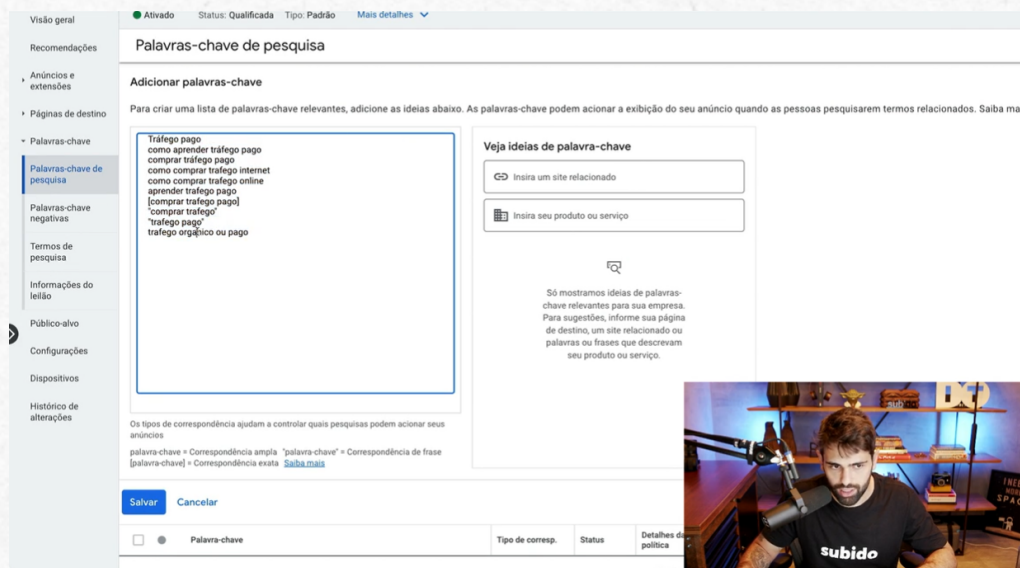 Visão geral
Recomendações
Anúncios e
extensões
Páginas de destino
Palavras-chave
Palavras-chave de
pesquisa
Palavras-chave
negativas
Termos de
pesquisa
Informações do
leilão
Público-alvo
Configurações
Dispositivos
Histórico de
alterações
Ativado Status: Qualificada Tipo: Padrão Mais detalhes
Palavras-chave de pesquisa
Adicionar palavras-chave
Para criar uma lista de palavras-chave relevantes, adicione as ideias abaixo. As palavras-chave podem acionar a exibição do seu anúncio quando as pessoas pesquisarem termos relacionados. Saiba ma
Tráfego pago
como aprender tráfego pago
comprar tráfego pago
como comprar trafego internet
como comprar trafego online
aprender trafego pago
[comprar trafego pago]
"comprar trafego"
"trafego pago"
trafego organico ou pago
Veja ideias de palavra-chave
Insira um site relacionado
Insira seu produto ou serviço
Só mostramos ideias de palavras-
chave relevantes para sua empresa.
Para sugestões, informe sua página
de destino, um site relacionado ou
palavras ou frases que descrevam
seu produto ou serviço.
Os tipos de correspondência ajudam a controlar quais pesquisas podem acionar seus
anúncios
palavra-chave = Correspondência ampla "palavra-chave" = Correspondência de frase
[palavra-chave] = Correspondência exata Saiba mais
Salvar Cancelar
Palavra-chave Tipo de corresp. Status Detalhes da
política
sub
subido